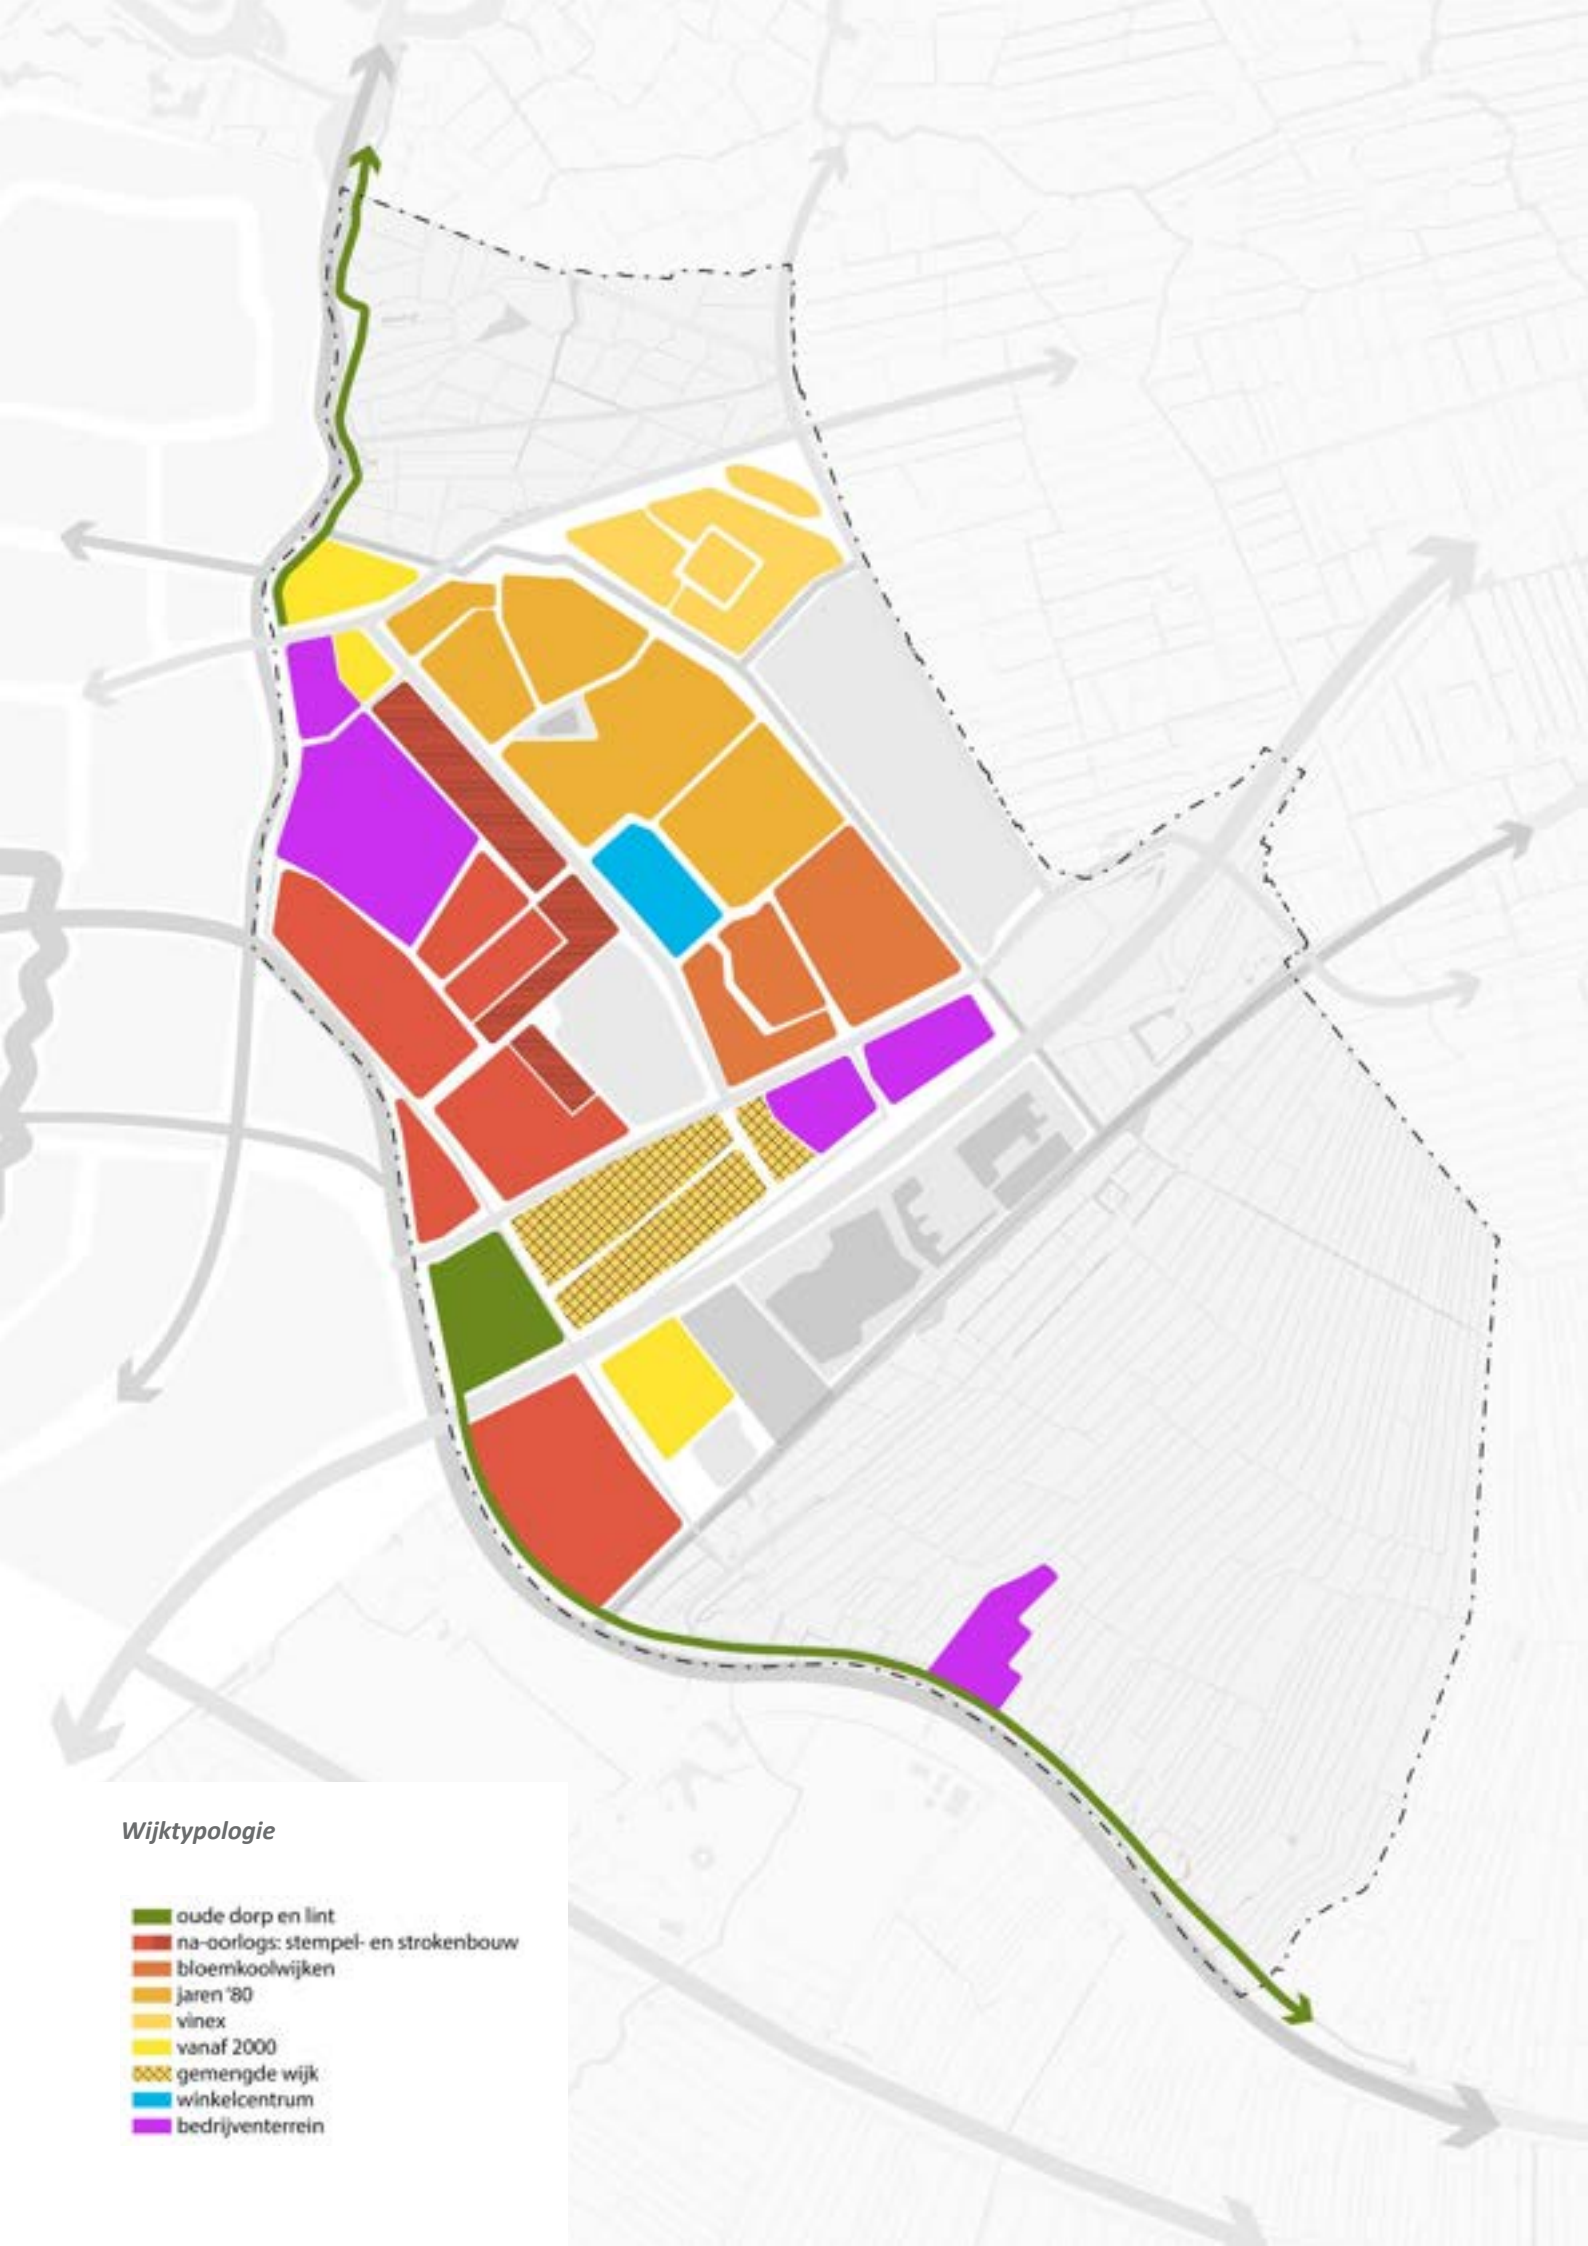 Wijktypologie
oude dorp en lint
na-oorlogs: stempel- en strokenbouw
bloemkoolwijken
jaren '80
vinex
vanaf 2000
gemengde wijk
winkelcentrum
bedrijventerrein